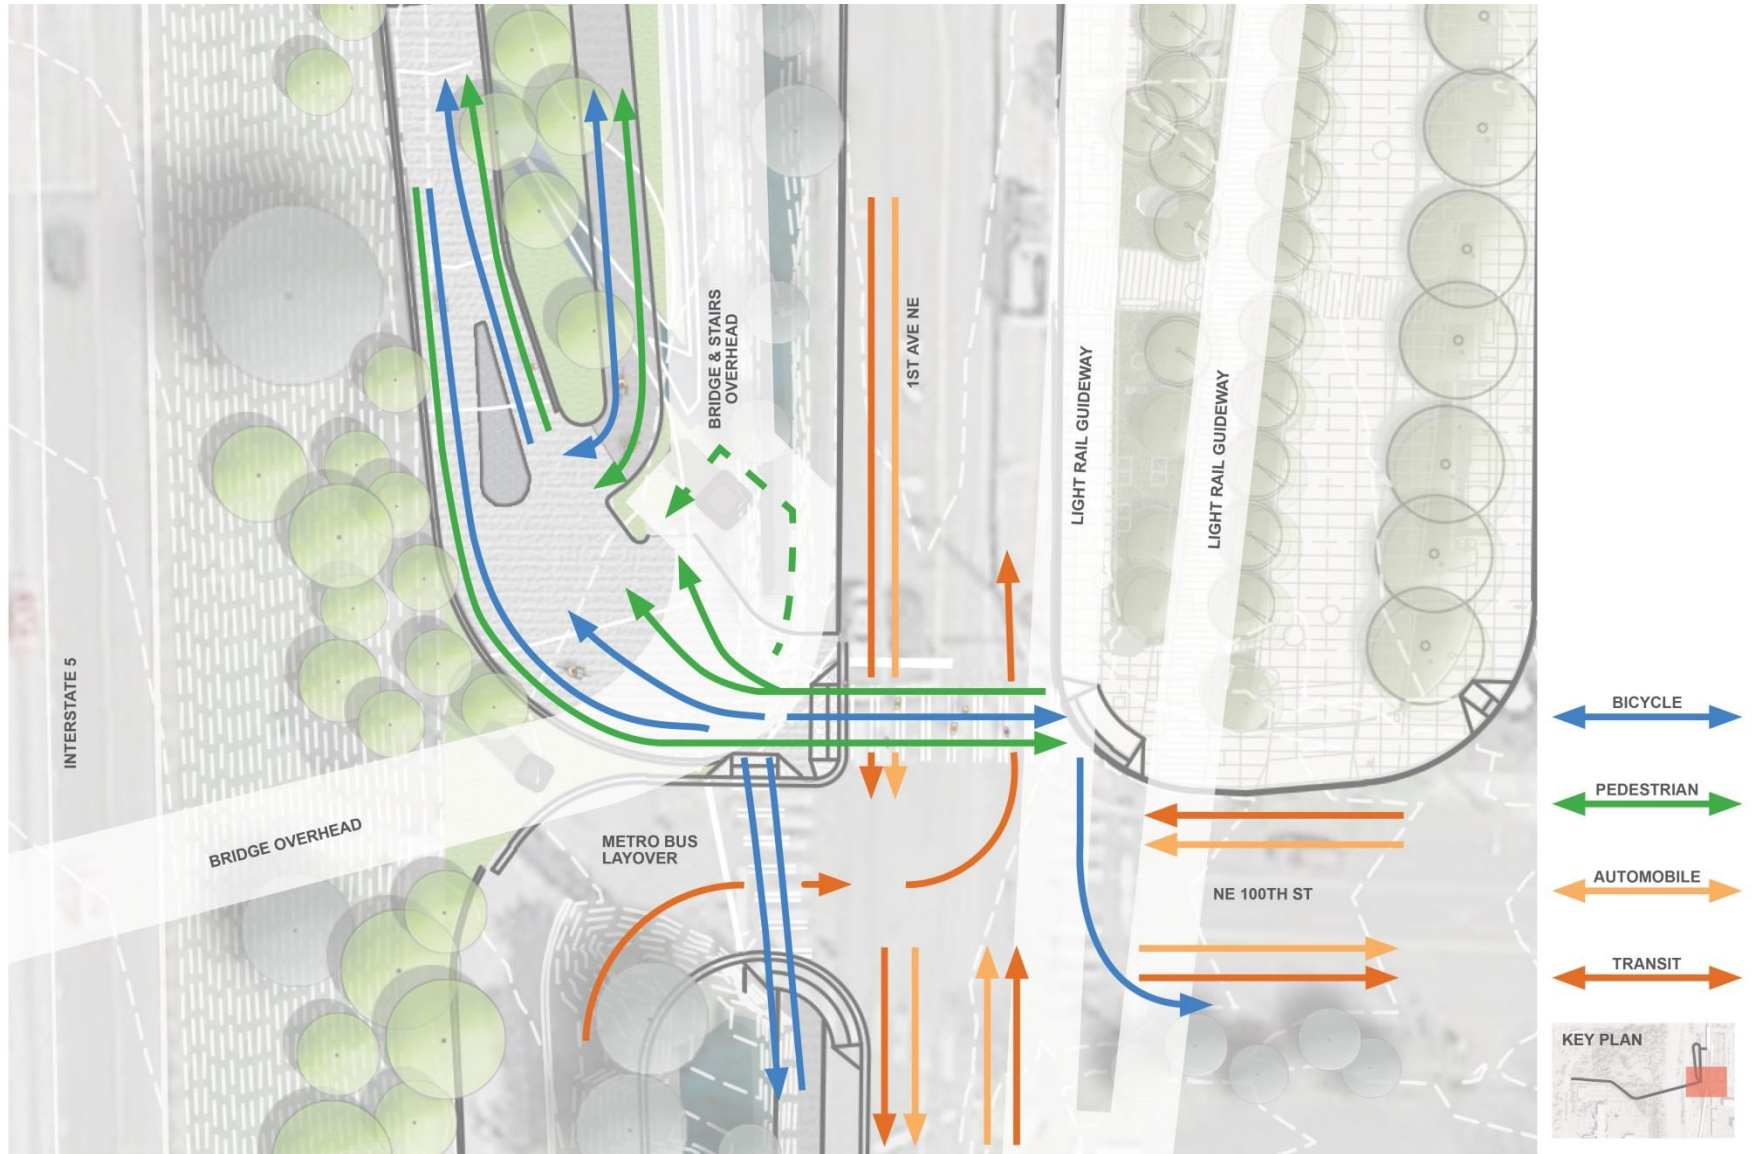 INTERSTATE 5
BRIDGE OVERHEAD
METRO BUS
LAYOVER
BRIDGE & STAIRS
OVERHEAD
1ST AVE NE
LIGHT RAIL GUIDEWAY
LIGHT RAIL GUIDEWAY
NE 100TH ST
BICYCLE
PEDESTRIAN
AUTOMOBILE
TRANSIT
KEY PLAN